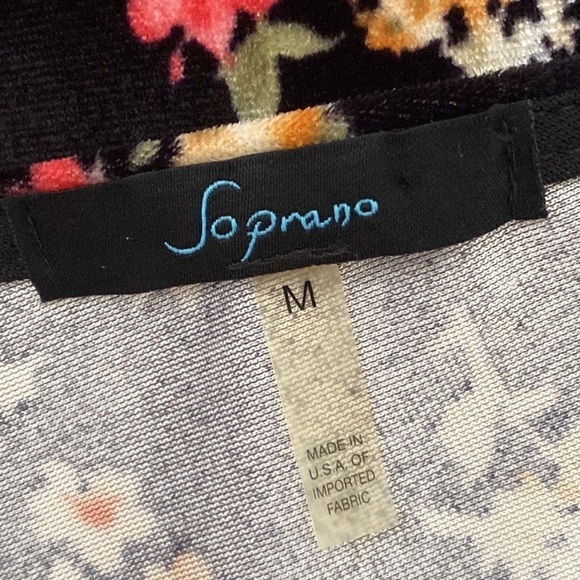 Soprano
M
MADE IN
U.S.A. OF
IMPORTED
FABRIC